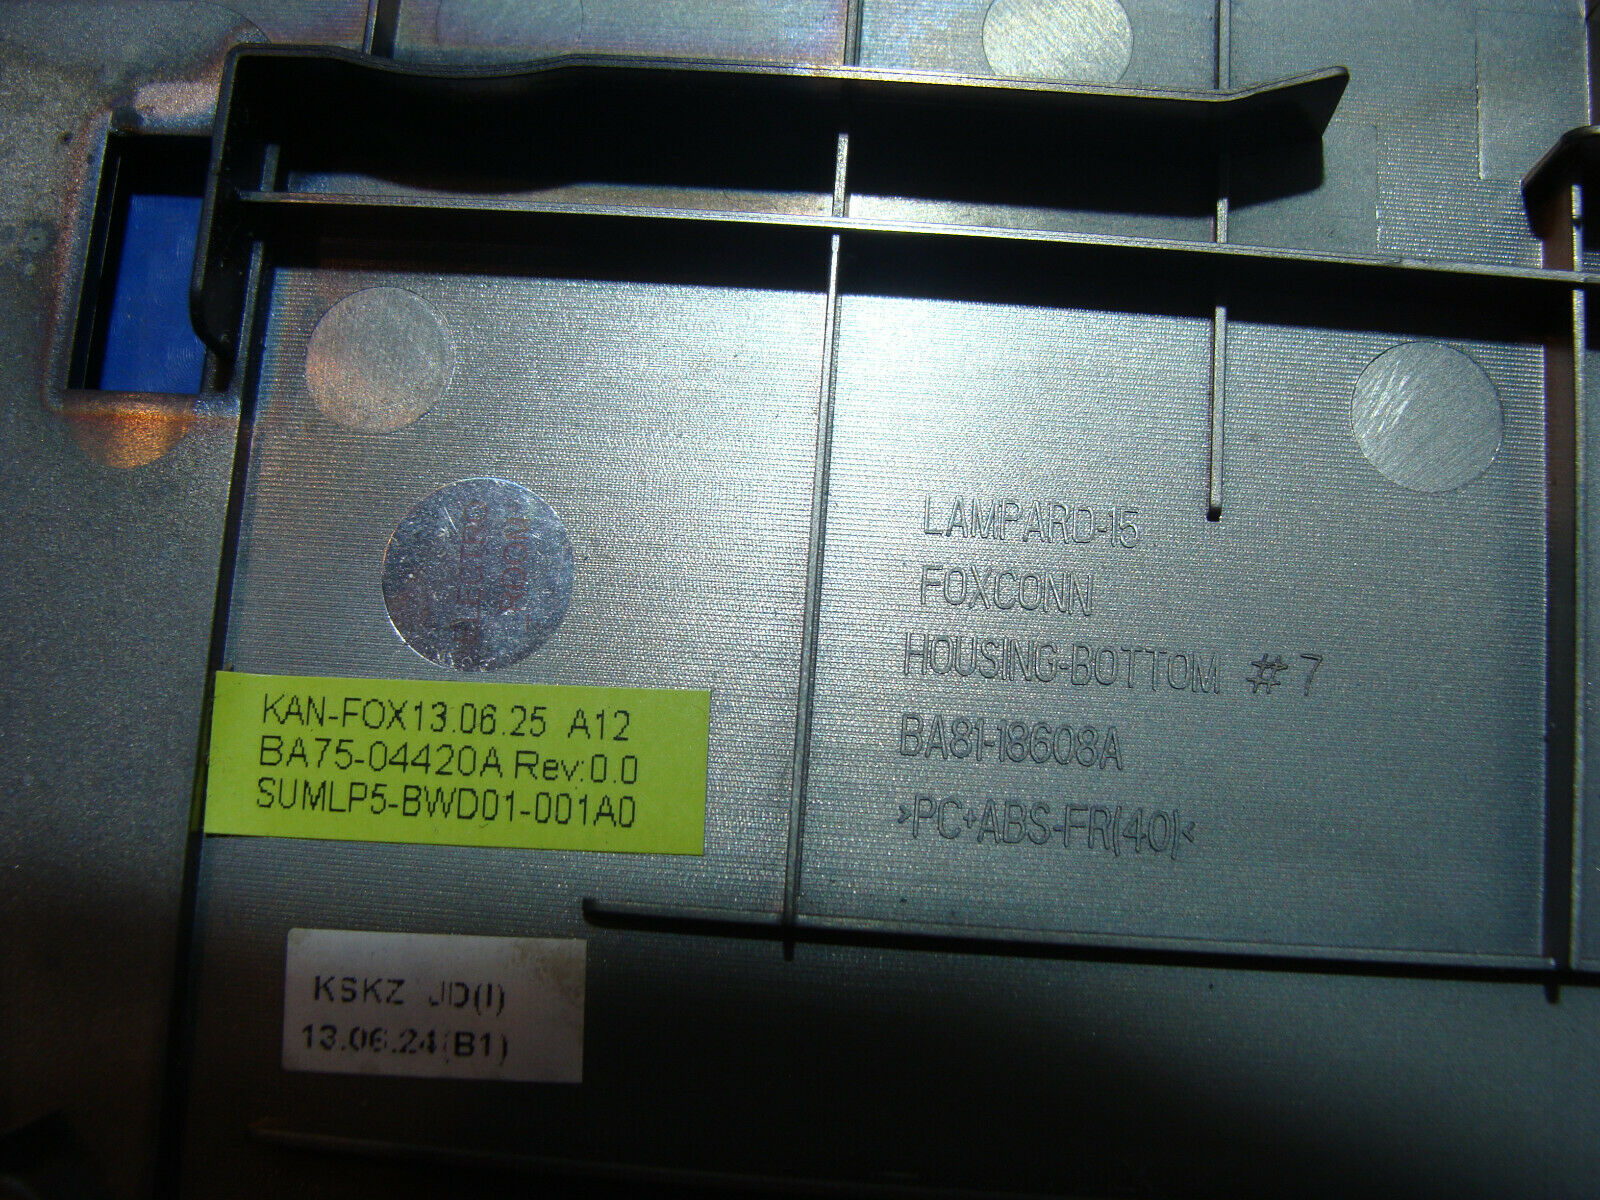 LAMPARD-15
FOXCONN
HOUSING-BOTTOM # 7
BA81-18608A
>PC+ABS-FR(40)<
KAN-FOX13.06.25 A12
BA75-04420A Rev:0.0
SUMLP5-BWD01-001A0
KSKZ JD(I)
13.06.24(B1)